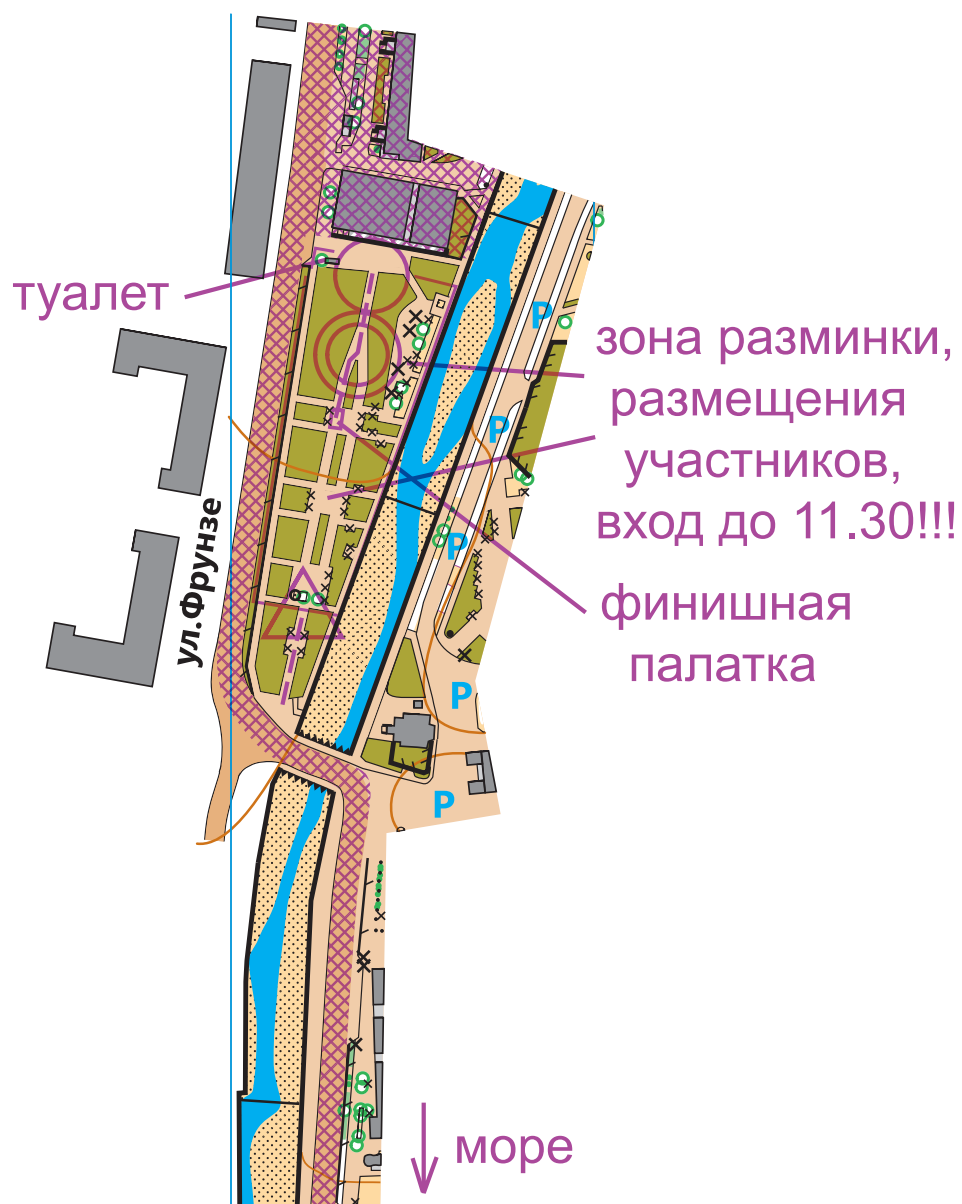 туалет
P
зона разминки,
размещения
P
участников,
вход до 11.30!!!
P
ул.Фрунзе
финишная
палатка
P
P
море